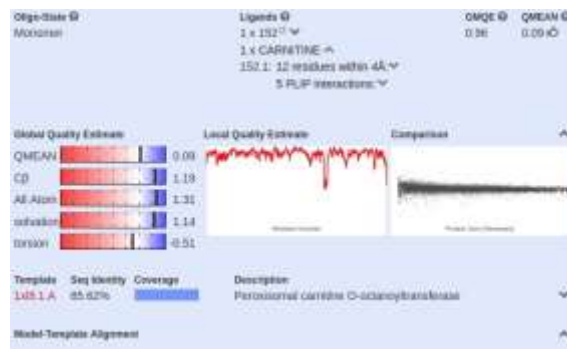 Oligo-State Ligands GMQE QMEAN
Monomer 1 x 152 0.96 0.09
1 x CARNITINE
152.1: 12 residues within 4Å:
5 PLIP interactions:
Global Quality Estimate Local Quality Estimate Comparison
QMEAN 0.09
Cβ 1.19
All Atom 1.31
solvation 1.14
torsion -0.51
Template Seq Identity Coverage Description
A 85.62% Peroxisomal carnitine O-octanoyltransferase
Model-Template Alignment